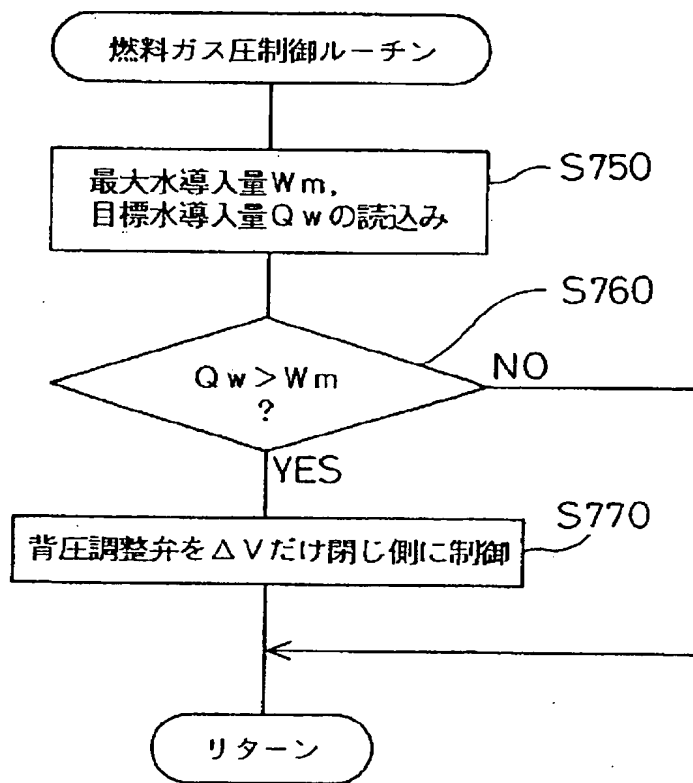 燃料ガス圧制御ルーチン
S750
最大水導入量Wm,
目標水導入量Qwの読込み
S760
Qw>Wm
?
NO
YES
S770
背圧調整弁をΔVだけ閉じ側に制御
リターン